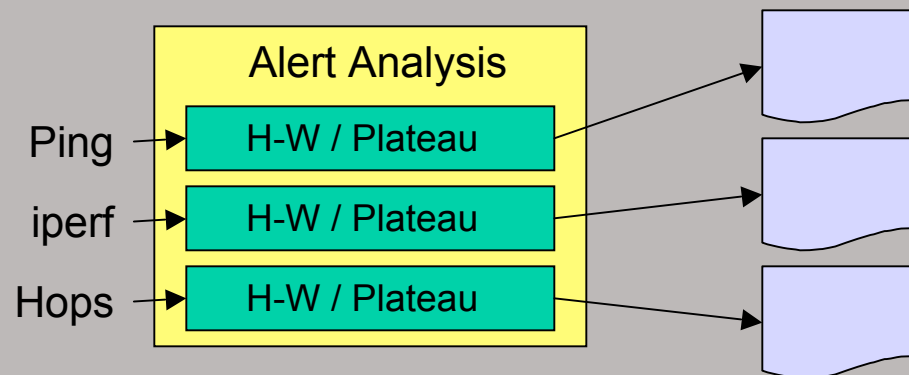 Alert Analysis
Ping
H-W / Plateau
iperf
H-W / Plateau
Hops
H-W / Plateau